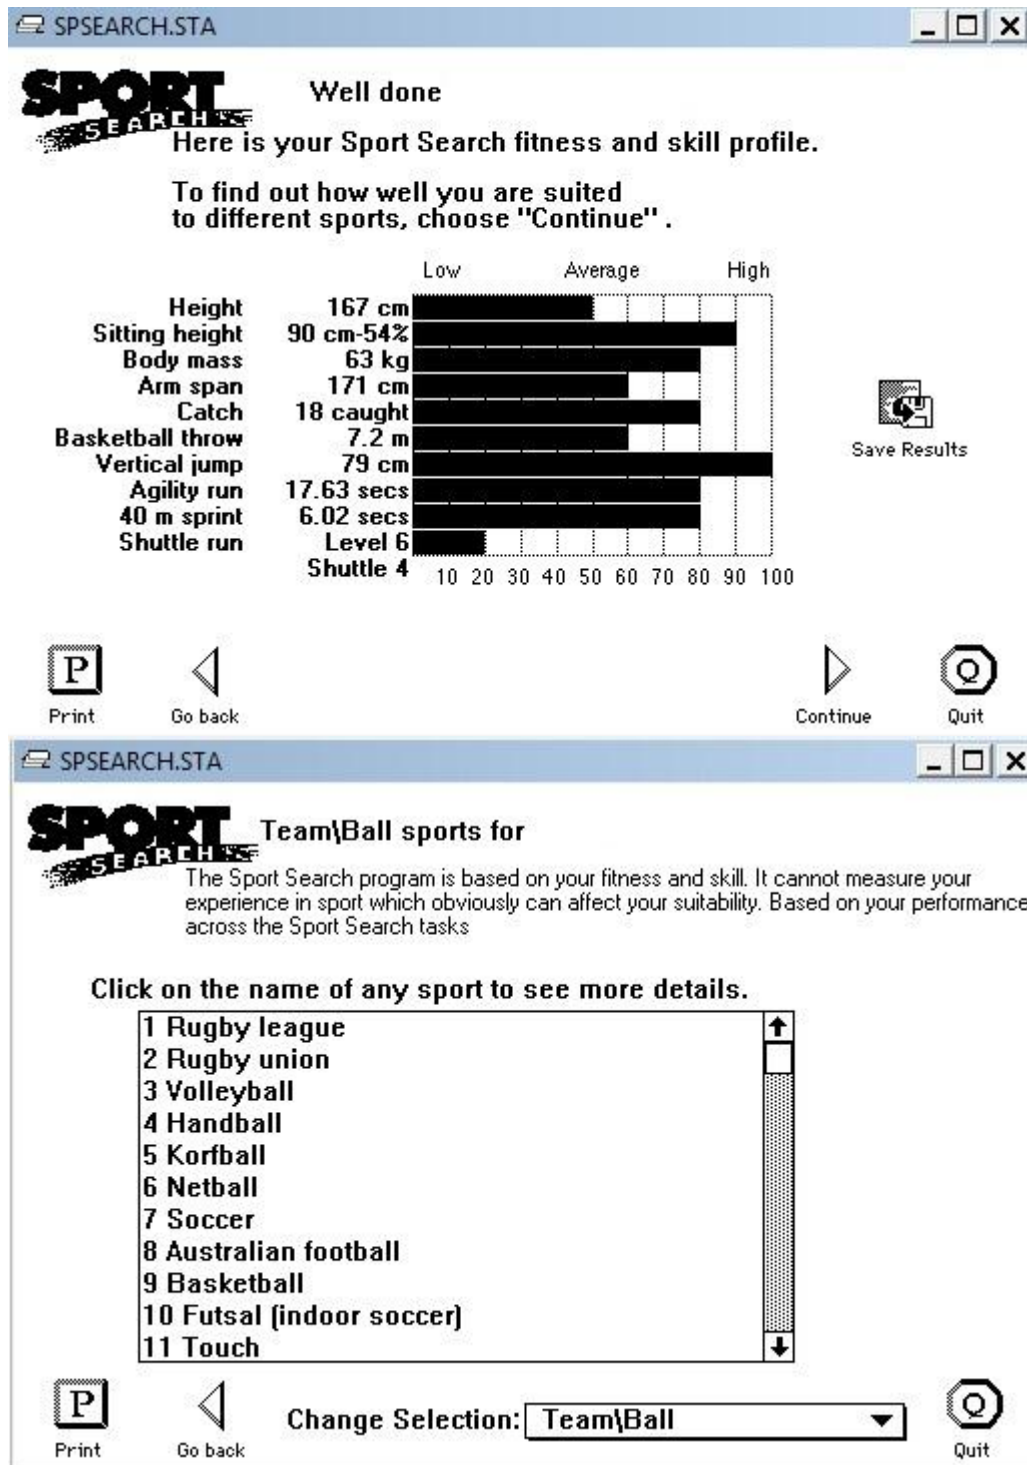 SPSEARCH.STA
SPORT
SEARCH
Well done
Here is your Sport Search fitness and skill profile.
To find out how well you are suited
to different sports, choose "Continue" .
Low Average High
Height 167 cm
Sitting height 90 cm-54%
Body mass 63 kg
Arm span 171 cm
Catch 18 caught
Basketball throw 7.2 m
Vertical jump 79 cm
Agility run 17.63 secs
40 m sprint 6.02 secs
Shuttle run Level 6
Shuttle 4
10 20 30 40 50 60 70 80 90 100
Save Results
P
Q
Print Go back Continue Quit
SPSEARCH.STA
SPORT
SEARCH
Team\Ball sports for
The Sport Search program is based on your fitness and skill. It cannot measure your
experience in sport which obviously can affect your suitability. Based on your performance
across the Sport Search tasks
Click on the name of any sport to see more details.
1 Rugby league
2 Rugby union
3 Volleyball
4 Handball
5 Korfball
6 Netball
7 Soccer
8 Australian football
9 Basketball
10 Futsal (indoor soccer)
11 Touch
P
Change Selection: Team\Ball
Q
Print Go back Quit